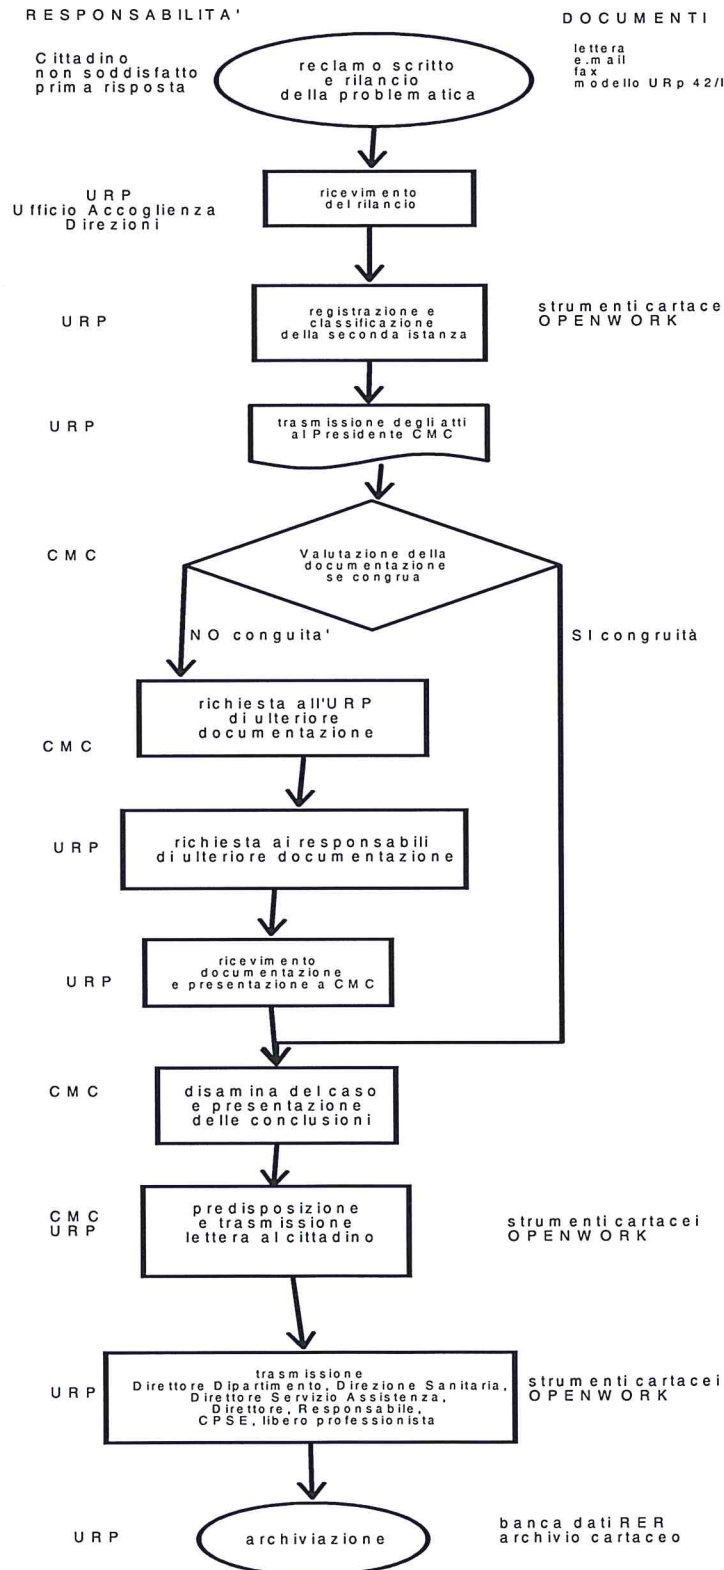 RESPONSABILITA'
DOCUMENTI
Cittadino
non soddisfatto
prima risposta
reclamo scritto
e rilancio
della problematica
lettera
e.mail
fax
modello URp 42/I
URP
Ufficio Accoglienza
Direzioni
ricevimento
del rilancio
URP
registrazione e
classificazione
della seconda istanza
strumenti cartace
OPENWORK
URP
trasmissione degli atti
al Presidente CMC
CMC
Valutazione della
documentazione
se congrua
NO conguita'
SI congruità
richiesta all'URP
di ulteriore
documentazione
CMC
URP
richiesta ai responsabili
di ulteriore documentazione
URP
ricevimento
documentazione
e presentazione a CMC
CMC
disamina del caso
e presentazione
delle conclusioni
CMC
URP
predisposizione
e trasmissione
lettera al cittadino
strumenti cartacei
OPENWORK
URP
trasmissione
Direttore Dipartimento, Direzione Sanitaria,
Direttore Servizio Assistenza,
Direttore, Responsabile,
CPSE, libero professionista
strumenti cartacei
OPENWORK
URP
archiviazione
banca dati RER
archivio cartaceo